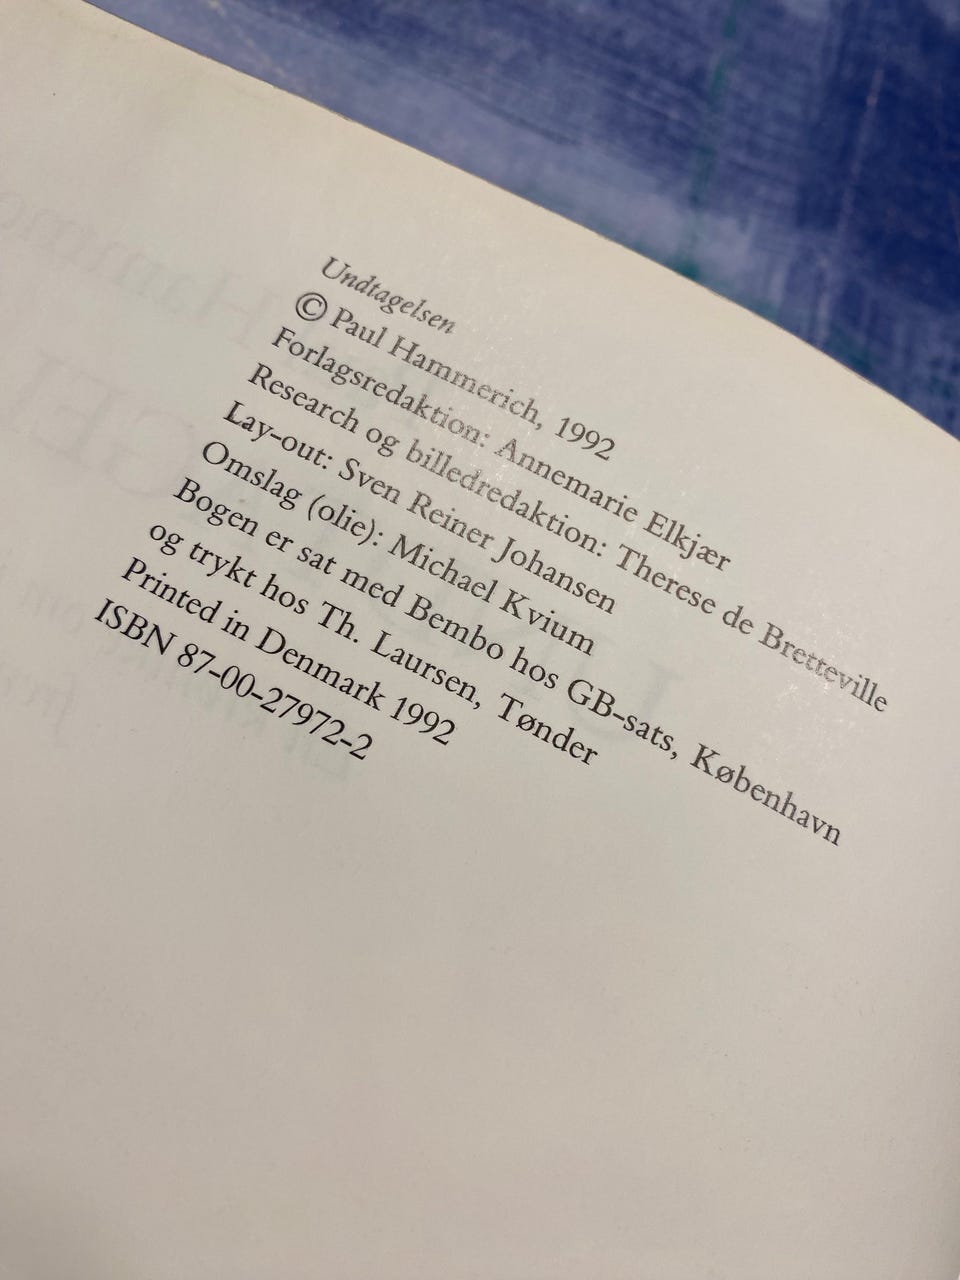 Undtagelsen
© Paul Hammerich, 1992
Forlagsredaktion: Annemarie Elkjær
Research og billedredaktion: Therese de Bretteville
Lay-out: Sven Reiner Johansen
Omslag (olie): Michael Kvium
Bogen er sat med Bembo hos GB-sats, København
og trykt hos Th. Laursen, Tønder
Printed in Denmark 1992
ISBN 87-00-27972-2